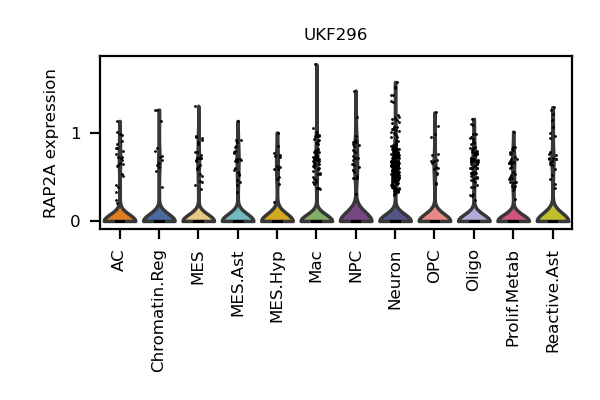 UKF296
RAP2A expression
1
0
AC
Chromatin.Reg
MES
MES.Ast
MES.Hyp
Mac
NPC
Neuron
OPC
Oligo
Prolif.Metab
Reactive.Ast